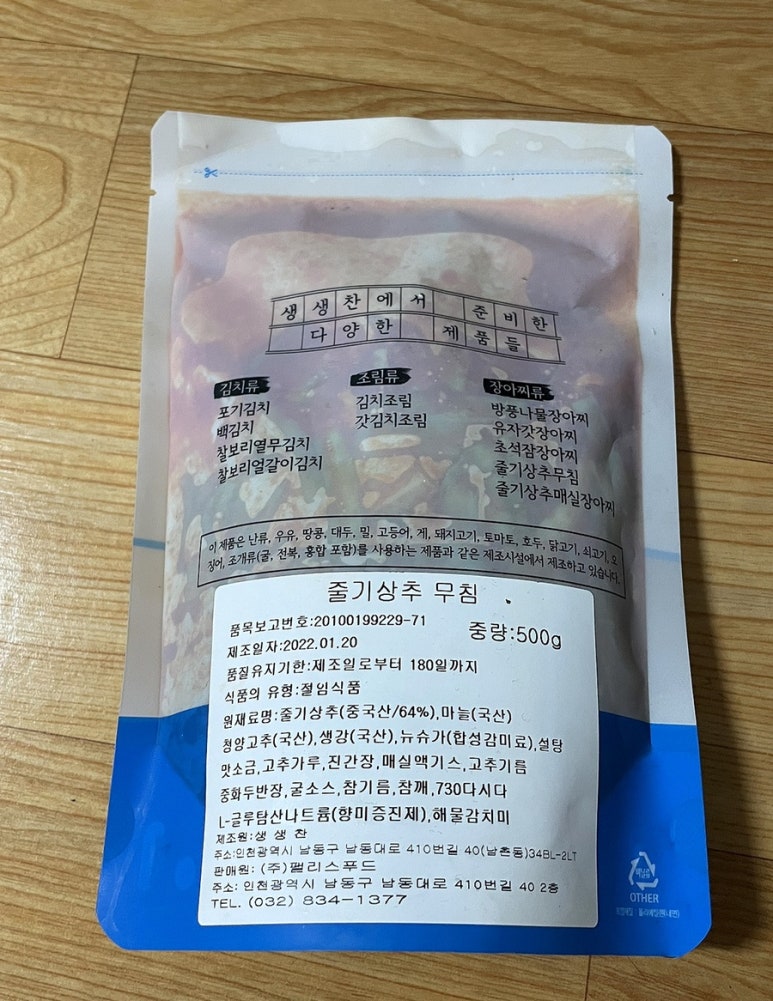 생생찬에서 준비한
다양한 제품들
김치류
포기김치
백김치
찰보리열무김치
찰보리얼갈이김치
조림류
김치조림
갓김치조림
장아찌류
방풍나물장아찌
유자갓장아찌
초석잠장아찌
줄기상추무침
줄기상추매실장아찌
이 제품은 난류, 우유, 땅콩, 대두, 밀, 고등어, 게, 돼지고기, 토마토, 호두, 닭고기, 쇠고기, 오
징어, 조개류(굴, 전복, 홍합 포함)를 사용하는 제품과 같은 제조시설에서 제조하고 있습니다.
줄기상추 무침
품목보고번호:20100199229-71
중량:500g
제조일자:2022.01.20
품질유지기한:제조일로부터 180일까지
식품의 유형:절임식품
원재료명:줄기상추(중국산/64%),마늘(국산)
청양고추(국산),생강(국산),뉴슈가(합성감미료),설탕
맛소금,고추가루,진간장,매실액기스,고추기름
중화두반장,굴소스,참기름,참깨,730다시다
L-글루탐산나트륨(향미증진제),해물감치미
제조원:생생찬
주소:인천광역시 남동구 남동대로 410번길 40(남촌동)34BL-2LT
판매원: (주)펠리스푸드
주소: 인천광역시 남동구 남동대로 410번길 40 2층
TEL. (032) 834-1377
OTHER